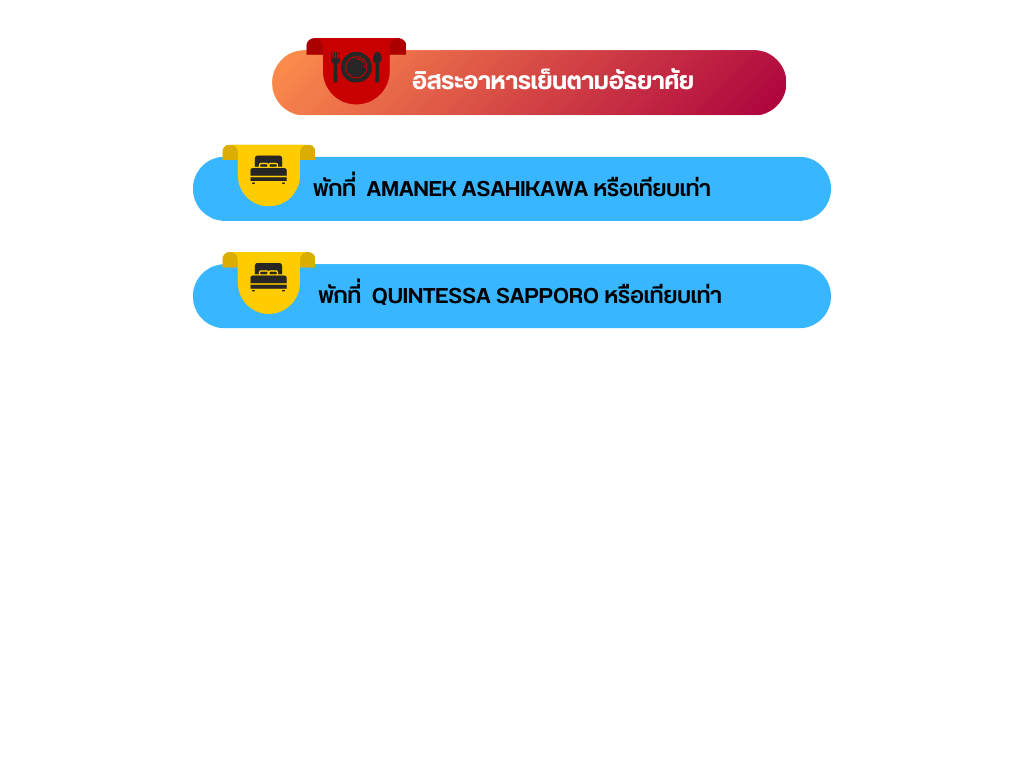 อิสระอาหารเย็นตามอัธยาศัย
พักที่  AMANEK ASAHIKAWA หรือเทียบเท่า
พักที่  QUINTESSA SAPPORO หรือเทียบเท่า